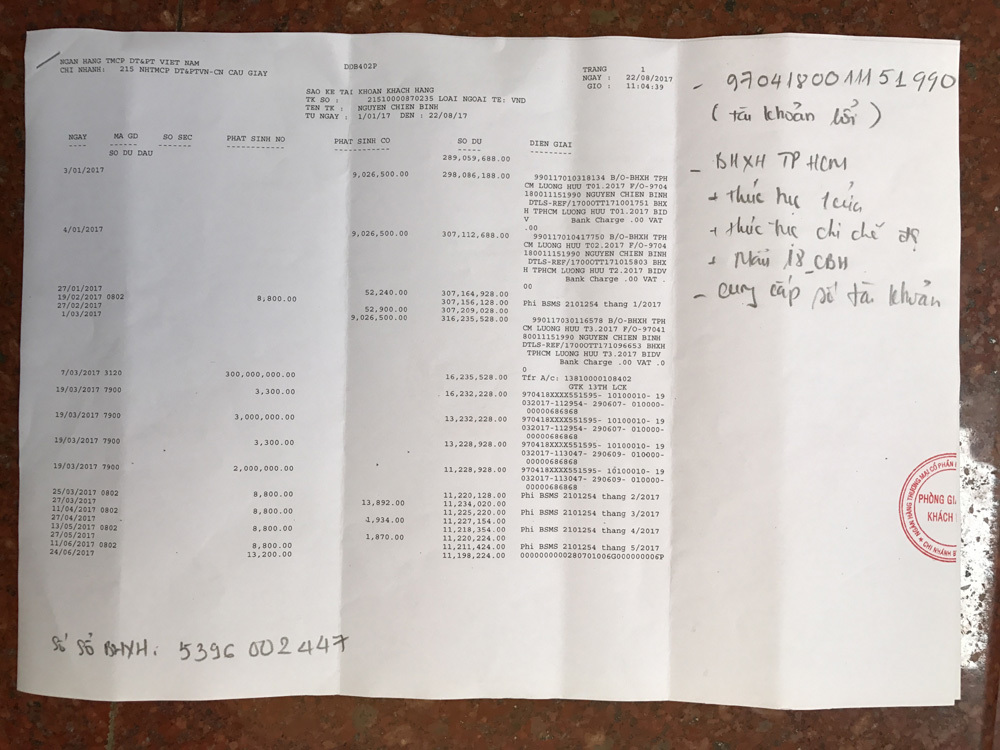 NGAN HANG TMCP DT&PT VIET NAM
CHI NHANH: 215 NHTMCP DT&PTVN-CN CAU GIAY
DDB402P
TRANG : 1
NGAY : 22/08/2017
GIO : 11:04:39
SAO KE TAI KHOAN KHACH HANG
TK SO : 21510000870235 LOAI NGOAI TE: VND
TEN TK : NGUYEN CHIEN BINH
TU NGAY : 1/01/17 DEN : 22/08/17
NGAY MA GD SO SEC PHAT SINH NO PHAT SINH CO SO DU DIEN GIAI
SO DU DAU 289,059,688.00
3/01/2017 9,026,500.00 298,086,188.00 990117010318134 B/O-BHXH TPH
CM LUONG HUU T01.2017 F/O-9704
180011151990 NGUYEN CHIEN BINH
DTLS-REF/1700OTT171001751 BHX
H TPHCM LUONG HUU T01.2017 BID
V Bank Charge .00 VAT
.00
4/01/2017 9,026,500.00 307,112,688.00 990117010417750 B/O-BHXH TPH
CM LUONG HUU T02.2017 F/O-9704
180011151990 NGUYEN CHIEN BINH
DTLS-REF/1700OTT171015803 BHX
H TPHCM LUONG HUU T2.2017 BIDV
Bank Charge .00 VAT .
00
27/01/2017 52,240.00 307,164,928.00
19/02/2017 0802 8,800.00 307,156,128.00 Phi BSMS 2101254 thang 1/2017
27/02/2017 52,900.00 307,209,028.00
1/03/2017 9,026,500.00 316,235,528.00 990117030116578 B/O-BHXH TPH
CM LUONG HUU T3.2017 F/O-97041
80011151990 NGUYEN CHIEN BINH
DTLS-REF/1700OTT171096653 BHXH
TPHCM LUONG HUU T3.2017 BIDV
Bank Charge .00 VAT .0
0
7/03/2017 3120 300,000,000.00 16,235,528.00 Tfr A/c: 13810000108402
GTK 13TH LCK
19/03/2017 7900 3,300.00 16,232,228.00 970418XXXX551595- 10100010- 19
032017-112954- 290607- 010000-
00000686868
19/03/2017 7900 3,000,000.00 13,232,228.00 970418XXXX551595- 10100010- 19
032017-112954- 290607- 010000-
00000686868
19/03/2017 7900 3,300.00 13,228,928.00 970418XXXX551595- 10100010- 19
032017-113047- 290609- 010000-
00000686868
19/03/2017 7900 2,000,000.00 11,228,928.00 970418XXXX551595- 10100010- 19
032017-113047- 290609- 010000-
00000686868
25/03/2017 0802 8,800.00 11,220,128.00 Phi BSMS 2101254 thang 2/2017
27/03/2017 13,892.00 11,234,020.00
11/04/2017 0802 8,800.00 11,225,220.00 Phi BSMS 2101254 thang 3/2017
27/04/2017 1,934.00 11,227,154.00
13/05/2017 0802 8,800.00 11,218,354.00 Phi BSMS 2101254 thang 4/2017
27/05/2017 1,870.00 11,220,224.00
11/06/2017 0802 8,800.00 11,211,424.00 Phi BSMS 2101254 thang 5/2017
24/06/2017 13,200.00 11,198,224.00 0000000000280701006G000000006P
Số sổ BHXH: 5396 002447
- 9704180011151990
(tài khoản lỗi)
- BHXH TP HCM
+ thức tục 1 cửa
+ thức tục chi chế độ
+ Mẫu 18_CBH
- cung cấp số tài khoản
NGÂN HÀNG THƯƠNG MẠI CỔ PHẦN
PHÒNG GIA
KHÁCH